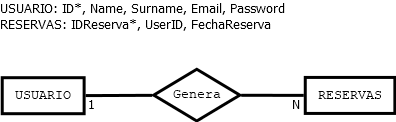 USUARIO: ID*, Name, Surname, Email, Password
RESERVAS: IDReserva*, UserID, FechaReserva
USUARIO 1 Genera N RESERVAS